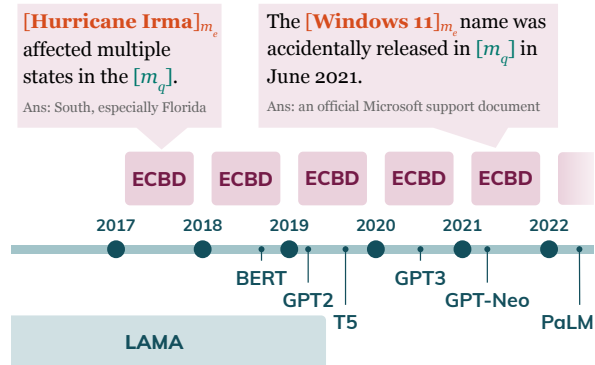 [Hurricane Irma]mₑ
affected multiple
states in the [m_q].
Ans: South, especially Florida
The [Windows 11]mₑ name was
accidentally released in [m_q] in
June 2021.
Ans: an official Microsoft support document
ECBD ECBD ECBD ECBD ECBD
2017 2018 2019 2020 2021 2022
BERT GPT3
GPT2 GPT-Neo
T5 PaLM
LAMA